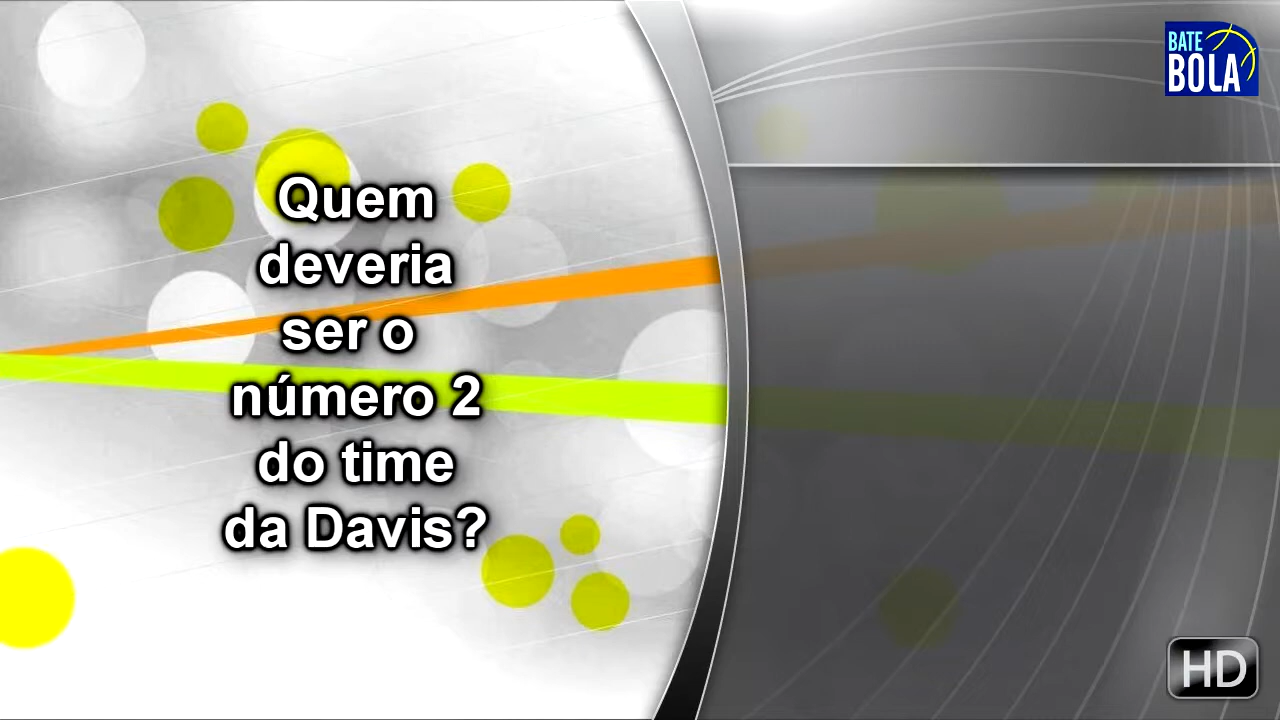 BATE
BOLA
Quem
deveria
ser o
número 2
do time
da Davis?
HD